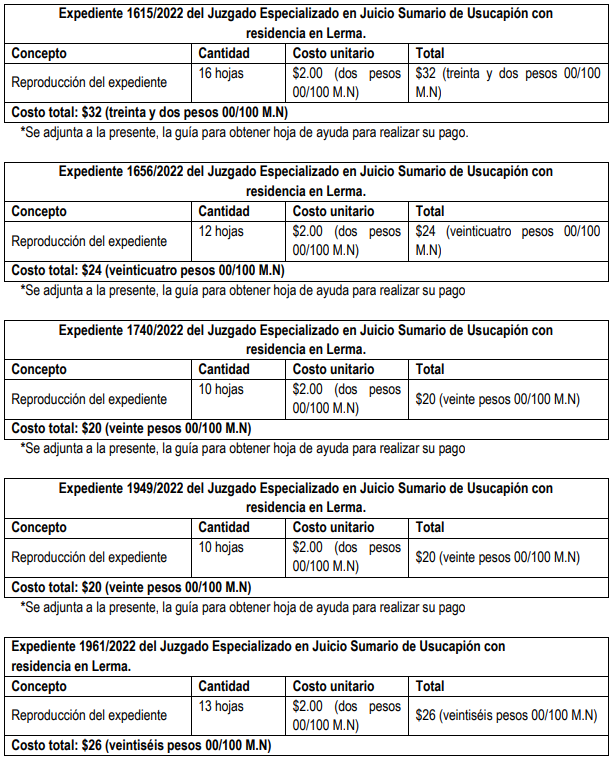 Expediente 1615/2022 del Juzgado Especializado en Juicio Sumario de Usucapión con
residencia en Lerma.
Concepto Cantidad Costo unitario Total
Reproducción del expediente 16 hojas $2.00 (dos pesos 00/100 M.N) $32 (treinta y dos pesos 00/100 M.N)
Costo total: $32 (treinta y dos pesos 00/100 M.N)
*Se adjunta a la presente, la guía para obtener hoja de ayuda para realizar su pago.
Expediente 1656/2022 del Juzgado Especializado en Juicio Sumario de Usucapión con
residencia en Lerma.
Concepto Cantidad Costo unitario Total
Reproducción del expediente 12 hojas $2.00 (dos pesos 00/100 M.N) $24 (veinticuatro pesos 00/100 M.N)
Costo total: $24 (veinticuatro pesos 00/100 M.N)
*Se adjunta a la presente, la guía para obtener hoja de ayuda para realizar su pago
Expediente 1740/2022 del Juzgado Especializado en Juicio Sumario de Usucapión con
residencia en Lerma.
Concepto Cantidad Costo unitario Total
Reproducción del expediente 10 hojas $2.00 (dos pesos 00/100 M.N) $20 (veinte pesos 00/100 M.N)
Costo total: $20 (veinte pesos 00/100 M.N)
*Se adjunta a la presente, la guía para obtener hoja de ayuda para realizar su pago
Expediente 1949/2022 del Juzgado Especializado en Juicio Sumario de Usucapión con
residencia en Lerma.
Concepto Cantidad Costo unitario Total
Reproducción del expediente 10 hojas $2.00 (dos pesos 00/100 M.N) $20 (veinte pesos 00/100 M.N)
Costo total: $20 (veinte pesos 00/100 M.N)
*Se adjunta a la presente, la guía para obtener hoja de ayuda para realizar su pago
Expediente 1961/2022 del Juzgado Especializado en Juicio Sumario de Usucapión con
residencia en Lerma.
Concepto Cantidad Costo unitario Total
Reproducción del expediente 13 hojas $2.00 (dos pesos 00/100 M.N) $26 (veintiséis pesos 00/100 M.N)
Costo total: $26 (veintiséis pesos 00/100 M.N)